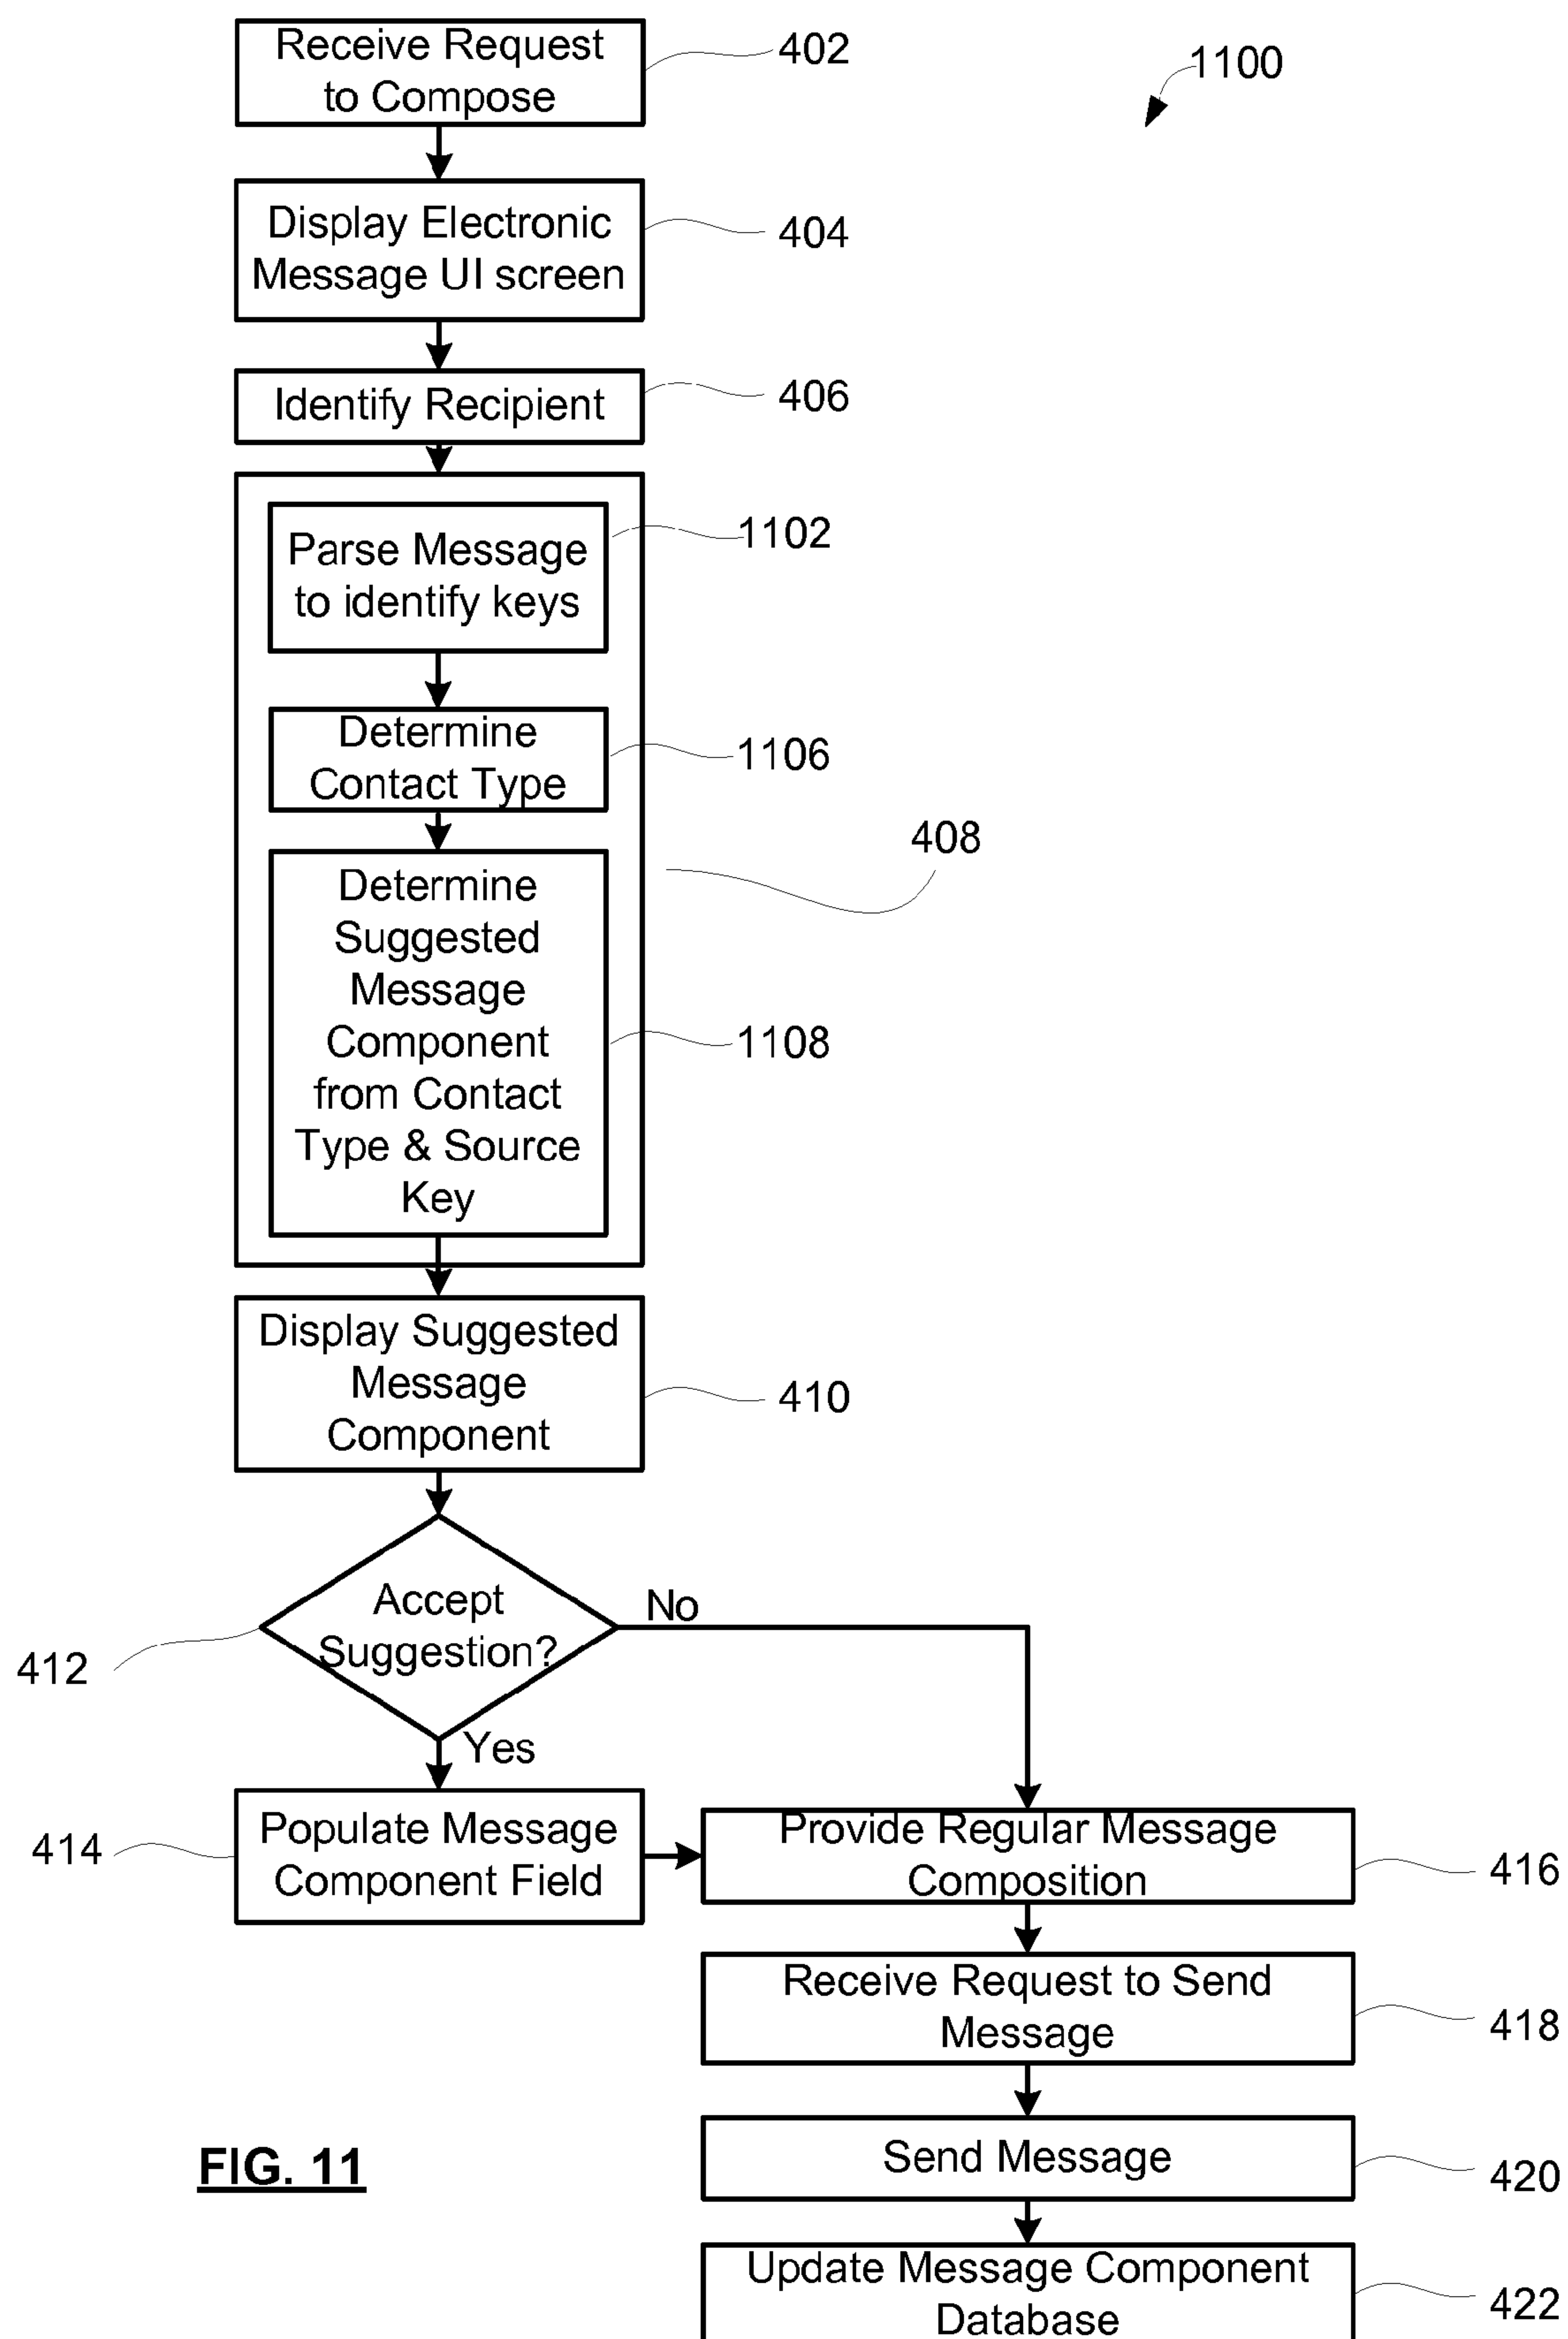 Receive Request
to Compose
402
1100
Display Electronic
Message UI screen
404
Identify Recipient
406
Parse Message
to identify keys
1102
Determine
Contact Type
1106
408
Determine
Suggested
Message
Component
from Contact
Type & Source
Key
1108
Display Suggested
Message
Component
410
Accept
Suggestion?
No
412
Yes
Populate Message
Component Field
414
Provide Regular Message
Composition
416
Receive Request to Send
Message
418
Send Message
420
FIG. 11
Update Message Component
Database
422